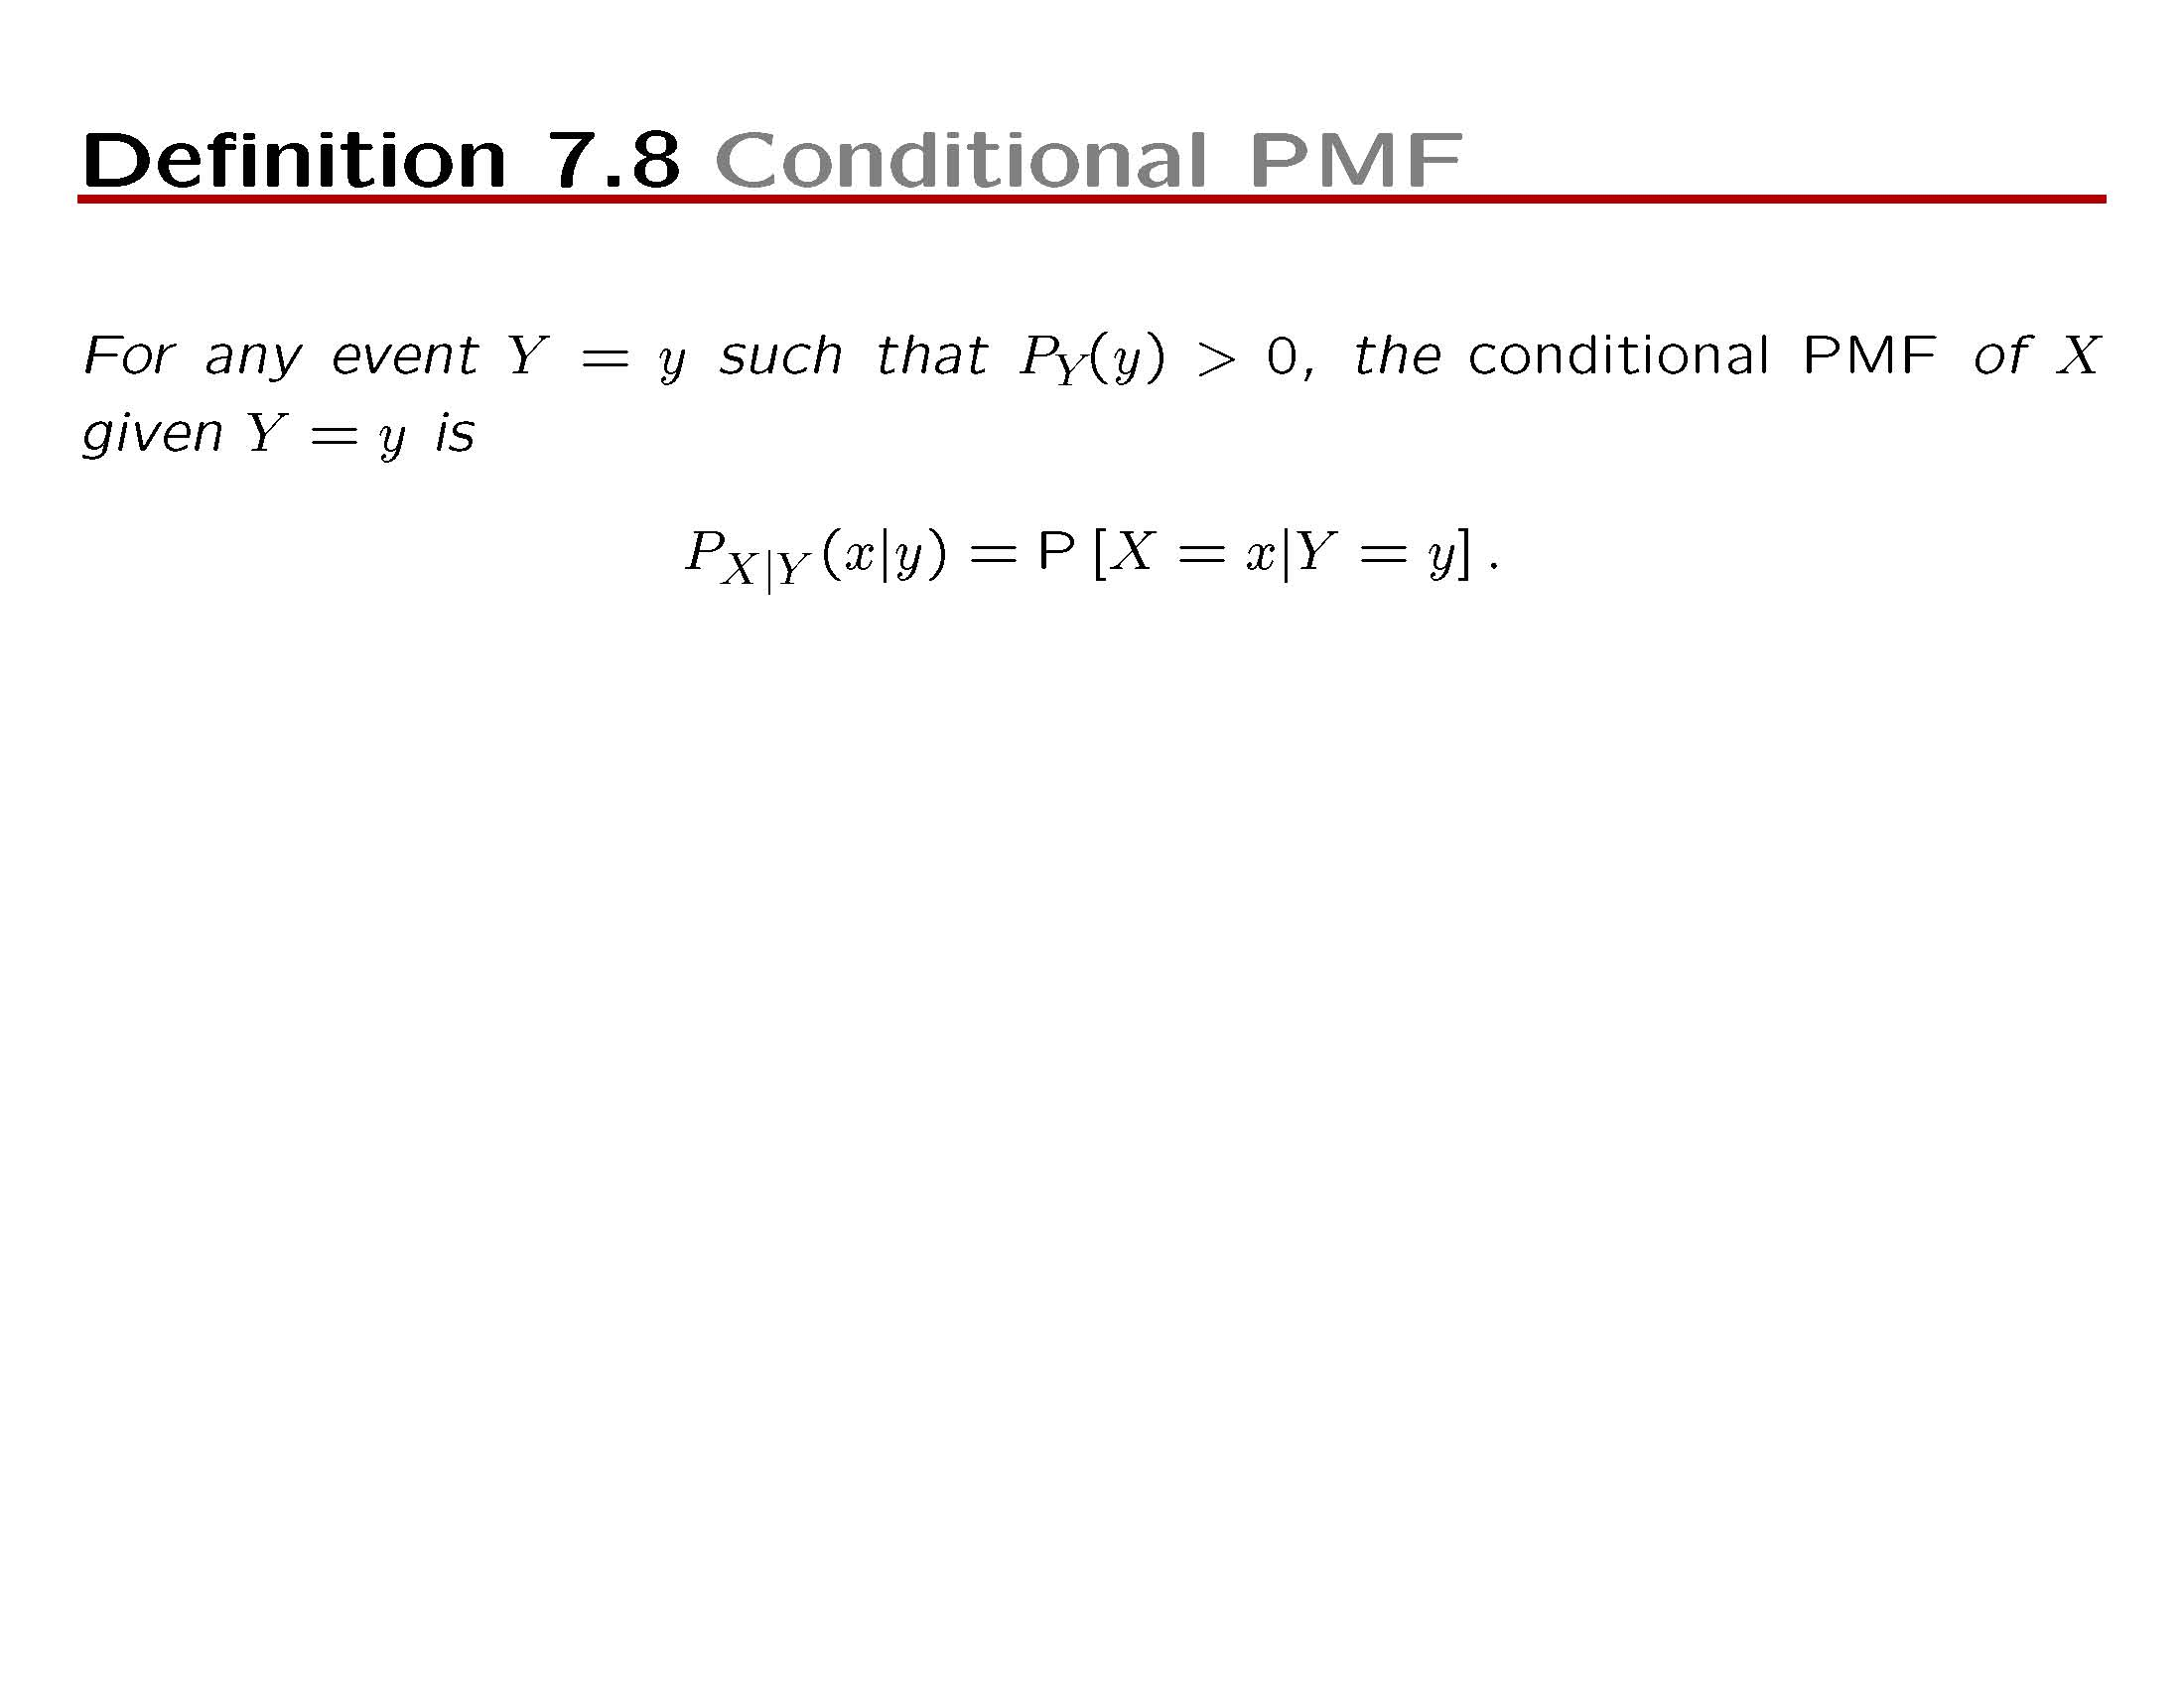 Definition 7.8 Conditional PMF
For any event Y = y such that P_Y(y) > 0, the conditional PMF of X
given Y = y is
P_{X|Y}(x|y) = P [X = x|Y = y] .